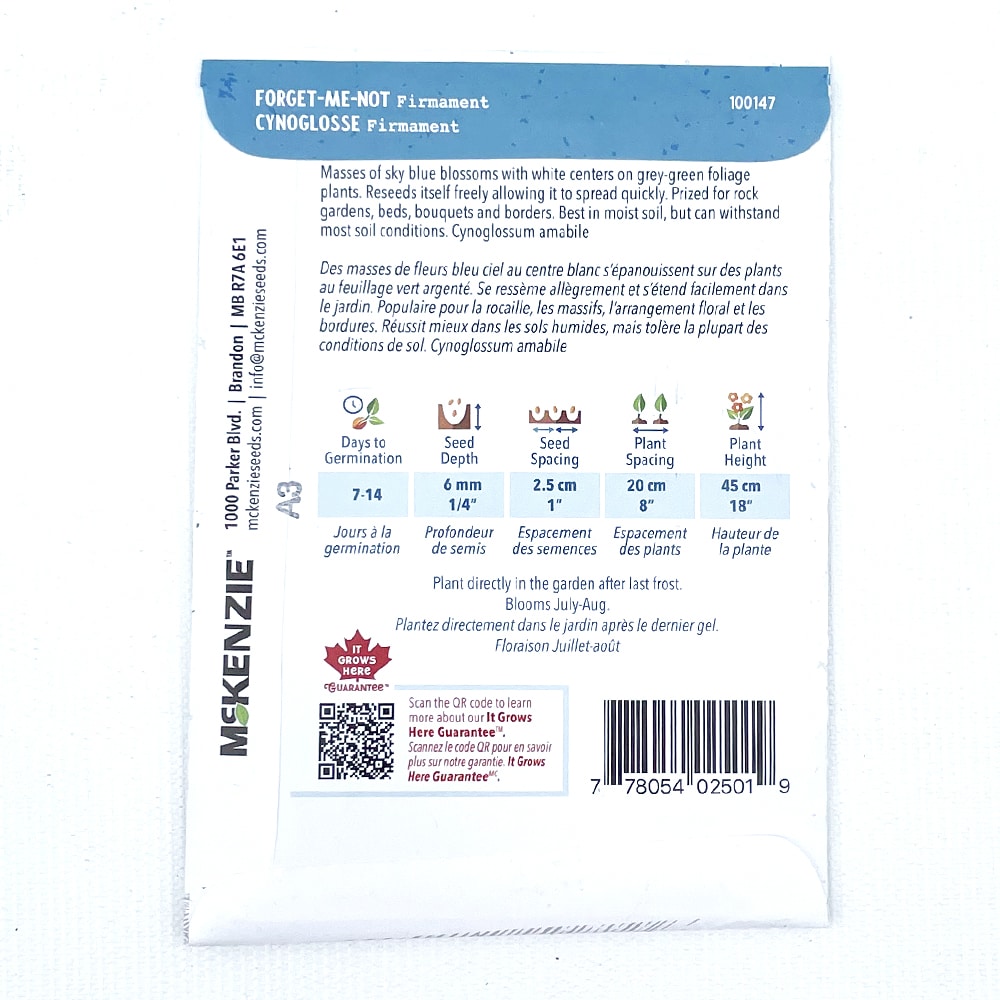 FORGET-ME-NOT Firmament
100147
CYNOGLOSSE Firmament
Masses of sky blue blossoms with white centers on grey-green foliage
plants. Reseeds itself freely allowing it to spread quickly. Prized for rock
gardens, beds, bouquets and borders. Best in moist soil, but can withstand
most soil conditions. Cynoglossum amabile
Des masses de fleurs bleu ciel au centre blanc s'épanouissent sur des plants
au feuillage vert argenté. Se ressème allègrement et s'étend facilement dans
le jardin. Populaire pour la rocaille, les massifs, l'arrangement floral et les
bordures. Réussit mieux dans les sols humides, mais tolère la plupart des
conditions de sol. Cynoglossum amabile
Days to
Germination
7-14
Jours à la
germination
Seed
Depth
6 mm
1/4"
Profondeur
de semis
Seed
Spacing
2.5 cm
1"
Espacement
des semences
Plant
Spacing
20 cm
8"
Espacement
des plants
Plant
Height
45 cm
18"
Hauteur de
la plante
Plant directly in the garden after last frost.
Blooms July-Aug.
Plantez directement dans le jardin après le dernier gel.
Floraison Juillet-août
IT
GROWS
HERE
GUARANTEE™
Scan the QR code to learn
more about our It Grows
Here Guarantee™.
Scannez le code QR pour en savoir
plus sur notre garantie. It Grows
Here Guarantee MC.
7 78054 02501 9
McKENZIE™
1000 Parker Blvd. | Brandon | MB R7A 6E1
mckenzieseeds.com | info@mckenzieseeds.com
A3